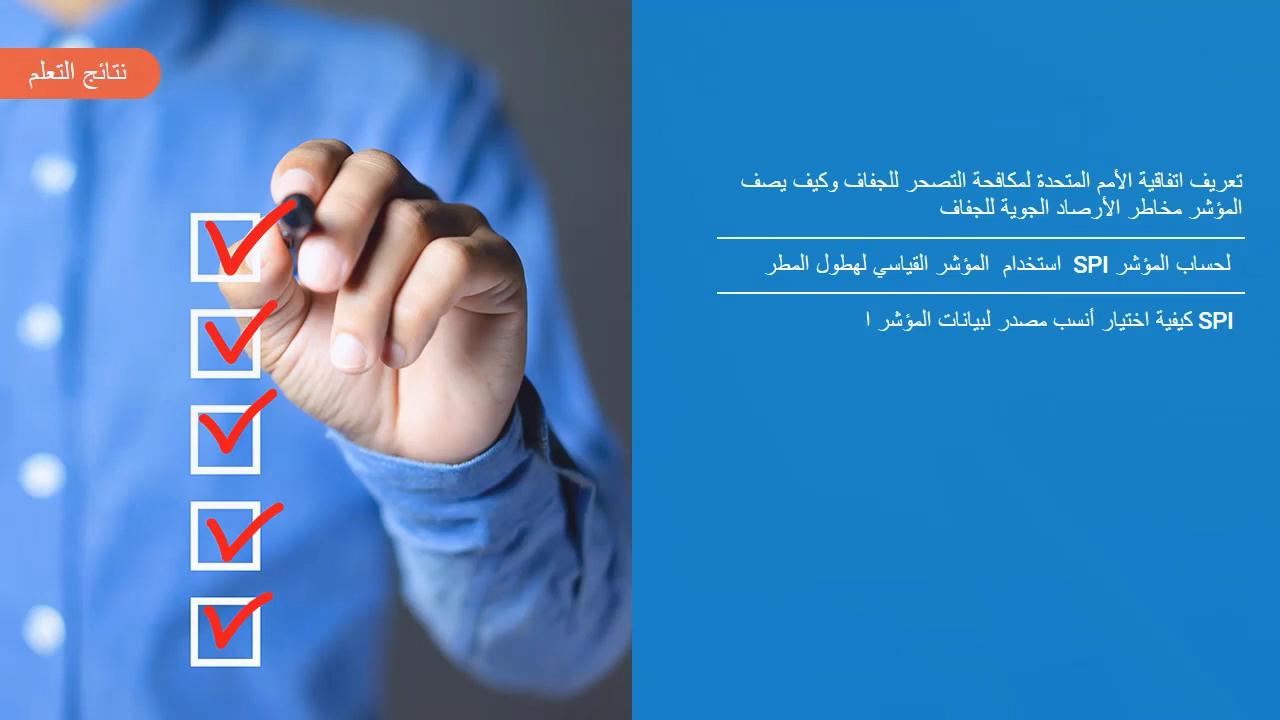 نتائج التعلم
تعريف اتفاقية الأمم المتحدة لمكافحة التصحر للجفاف وكيف يصف
المؤشر مخاطر الأرصاد الجوية للجفاف
لحساب المؤشر SPI استخدام المؤشر القياسي لهطول المطر
SPI كيفية اختيار أنسب مصدر لبيانات المؤشر ا